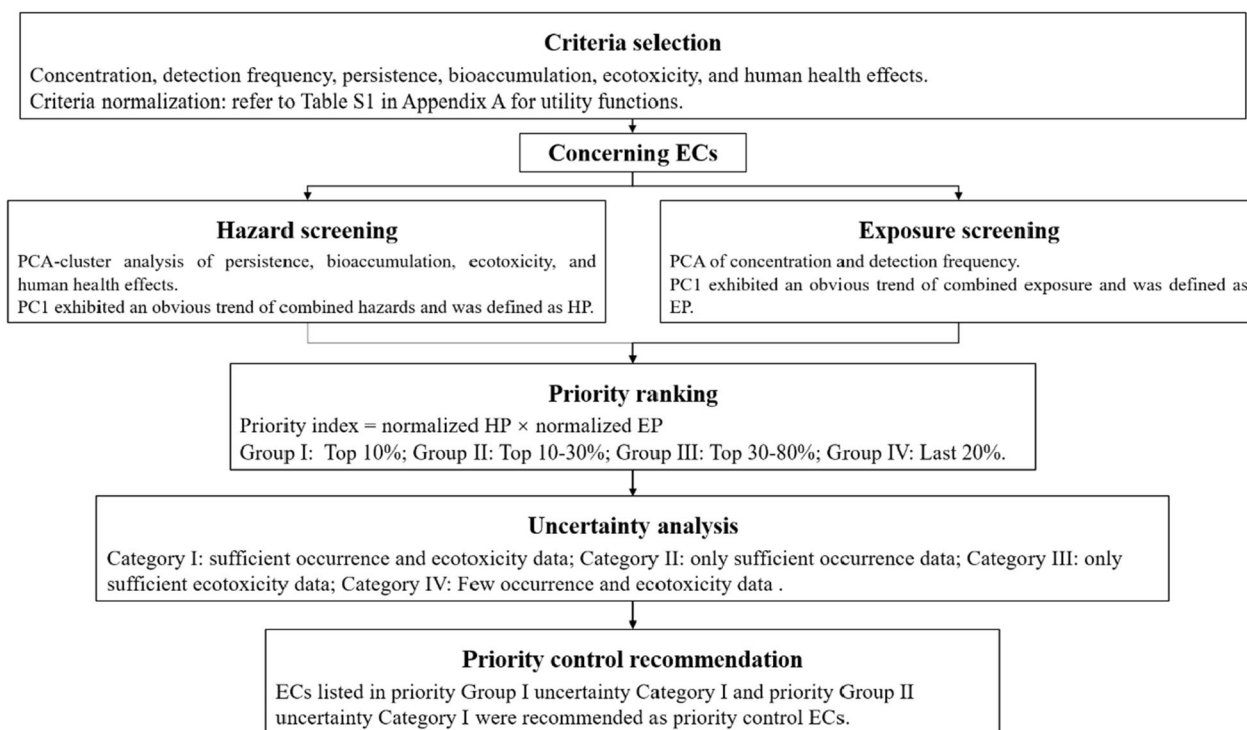 Criteria selection
Concentration, detection frequency, persistence, bioaccumulation, ecotoxicity, and human health effects.
Criteria normalization: refer to Table S1 in Appendix A for utility functions.
Concerning ECs
Hazard screening
PCA-cluster analysis of persistence, bioaccumulation, ecotoxicity, and
human health effects.
PC1 exhibited an obvious trend of combined hazards and was defined as HP.
Exposure screening
PCA of concentration and detection frequency.
PC1 exhibited an obvious trend of combined exposure and was defined as
EP.
Priority ranking
Priority index = normalized HP × normalized EP
Group I: Top 10%; Group II: Top 10-30%; Group III: Top 30-80%; Group IV: Last 20%.
Uncertainty analysis
Category I: sufficient occurrence and ecotoxicity data; Category II: only sufficient occurrence data; Category III: only
sufficient ecotoxicity data; Category IV: Few occurrence and ecotoxicity data .
Priority control recommendation
ECs listed in priority Group I uncertainty Category I and priority Group II
uncertainty Category I were recommended as priority control ECs.